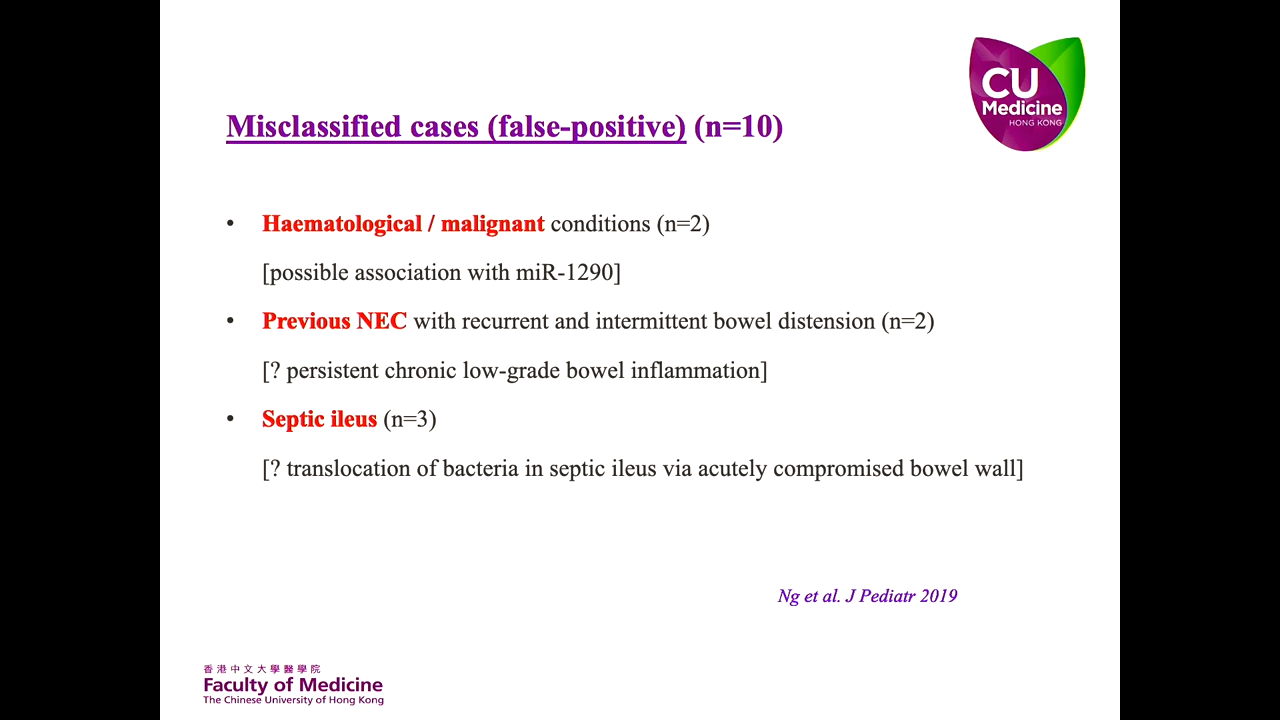 CU
Medicine
HONG KONG
Misclassified cases (false-positive) (n=10)
• Haematological / malignant conditions (n=2)
[possible association with miR-1290]
• Previous NEC with recurrent and intermittent bowel distension (n=2)
[? persistent chronic low-grade bowel inflammation]
• Septic ileus (n=3)
[? translocation of bacteria in septic ileus via acutely compromised bowel wall]
Ng et al. J Pediatr 2019
香港中文大學醫學院
Faculty of Medicine
The Chinese University of Hong Kong